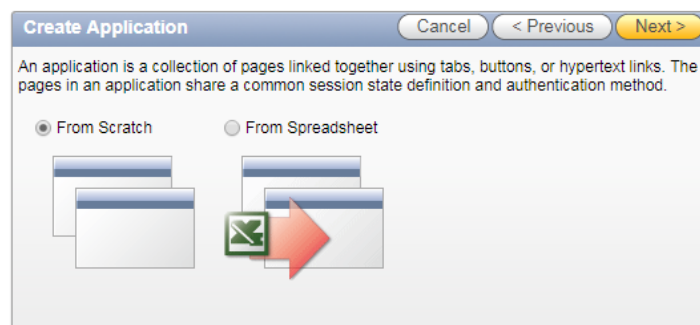 Create Application
Cancel
< Previous
Next >
An application is a collection of pages linked together using tabs, buttons, or hypertext links. The
pages in an application share a common session state definition and authentication method.
From Scratch
From Spreadsheet